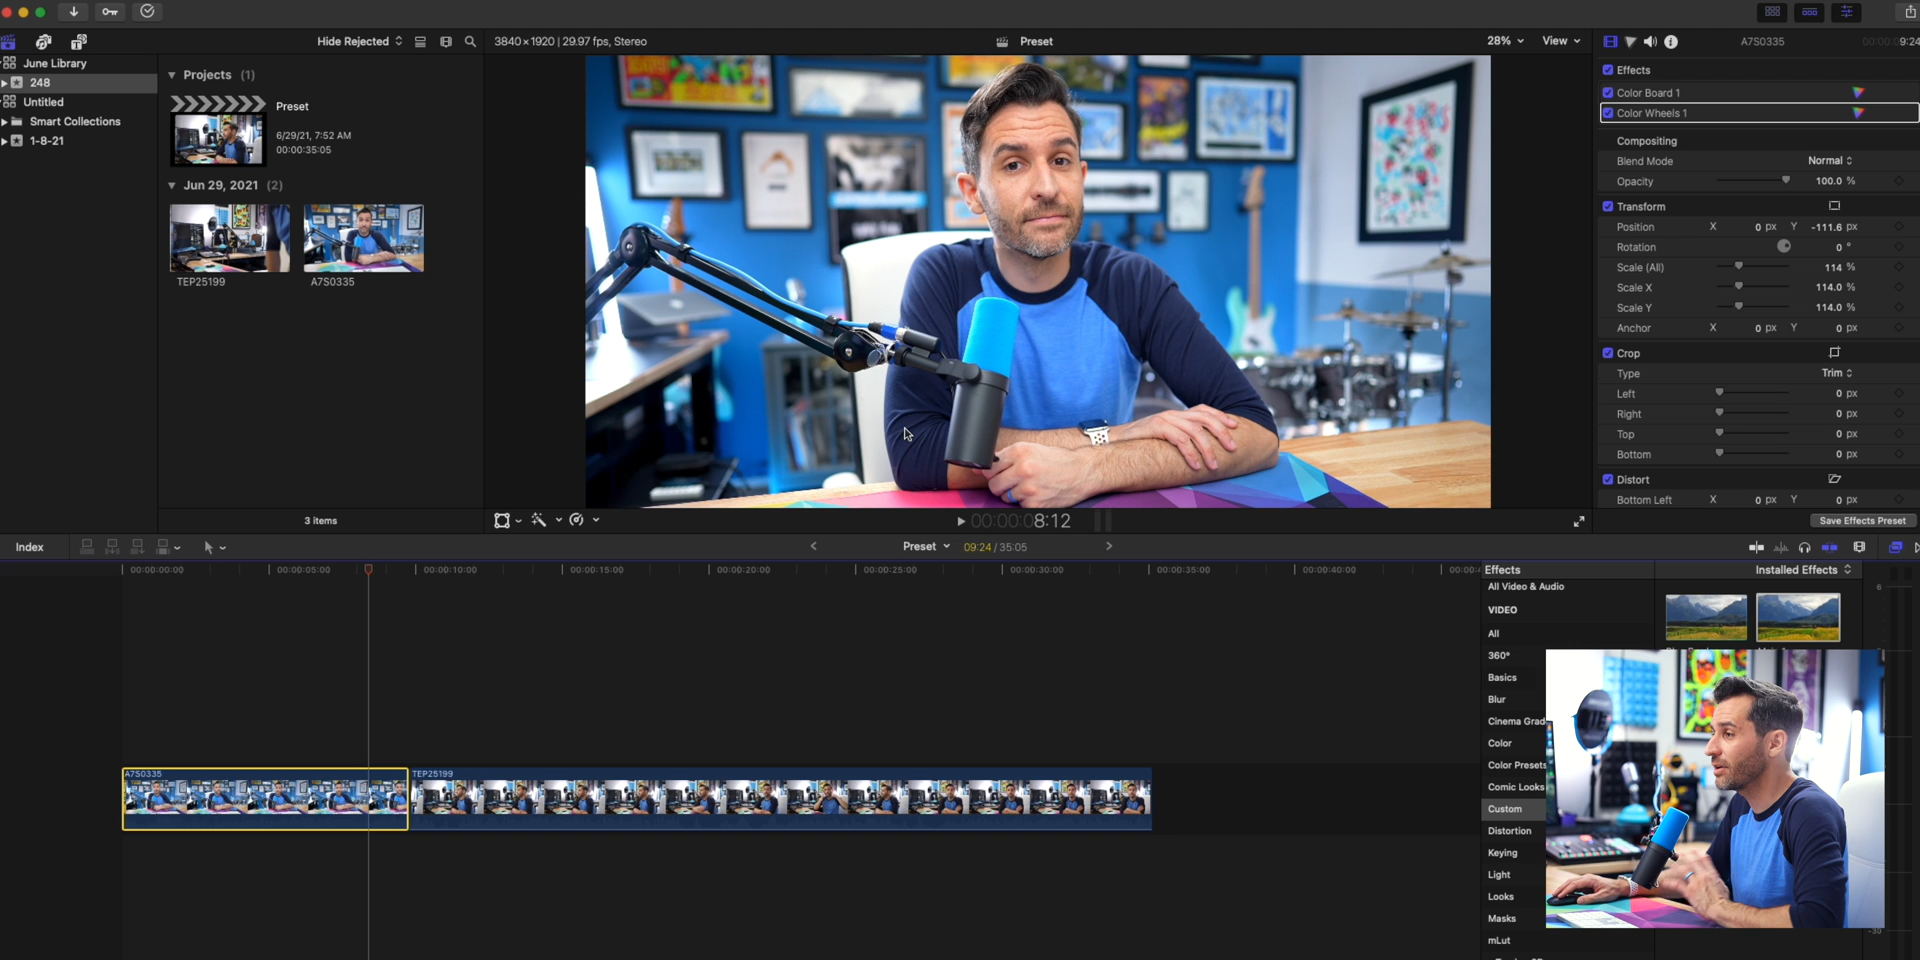 Hide Rejected
3840×1920 | 29.97 fps, Stereo
Preset
28%
View
A7S0335
9:24
June Library
248
Untitled
Smart Collections
1-8-21
Projects (1)
Preset
6/29/21, 7:52 AM
00:00:35:05
Jun 29, 2021 (2)
TEP25199
A7S0335
3 items
00:00:08:12
Effects
Color Board 1
Color Wheels 1
Compositing
Blend Mode Normal
Opacity 100.0 %
Transform
Position X 0 px Y -111.6 px
Rotation 0 °
Scale (All) 114 %
Scale X 114.0 %
Scale Y 114.0 %
Anchor X 0 px Y 0 px
Crop
Type Trim
Left 0 px
Right 0 px
Top 0 px
Bottom 0 px
Distort
Bottom Left X 0 px Y 0 px
Save Effects Preset
Index
Preset
09:24 / 35:05
00:00:00:00
00:00:05:00
00:00:10:00
00:00:15:00
00:00:20:00
00:00:25:00
00:00:30:00
00:00:35:00
00:00:40:00
A7S0335
TEP25199
Effects
Installed Effects
All Video & Audio
VIDEO
All
360°
Basics
Blur
Cinema Grad
Color
Color Presets
Comic Looks
Custom
Distortion
Keying
Light
Looks
Masks
mLut
6
-30